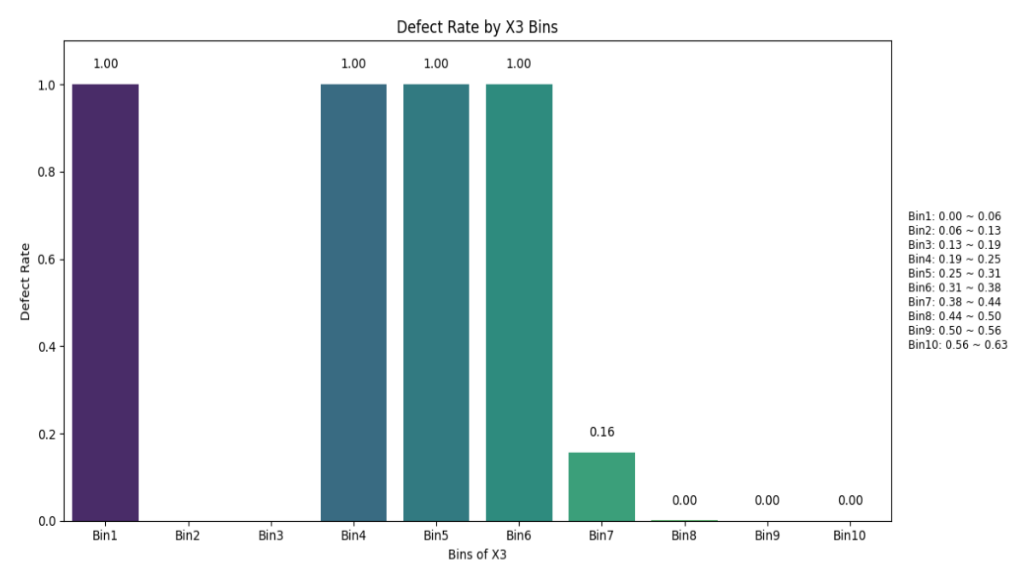 Defect Rate by X3 Bins
1.00
1.00
1.00
1.00
0.16
0.00
0.00
0.00
1.0
0.8
0.6
0.4
0.2
0.0
Defect Rate
Bin1
Bin2
Bin3
Bin4
Bin5
Bin6
Bin7
Bin8
Bin9
Bin10
Bins of X3
Bin1: 0.00 ~ 0.06
Bin2: 0.06 ~ 0.13
Bin3: 0.13 ~ 0.19
Bin4: 0.19 ~ 0.25
Bin5: 0.25 ~ 0.31
Bin6: 0.31 ~ 0.38
Bin7: 0.38 ~ 0.44
Bin8: 0.44 ~ 0.50
Bin9: 0.50 ~ 0.56
Bin10: 0.56 ~ 0.63